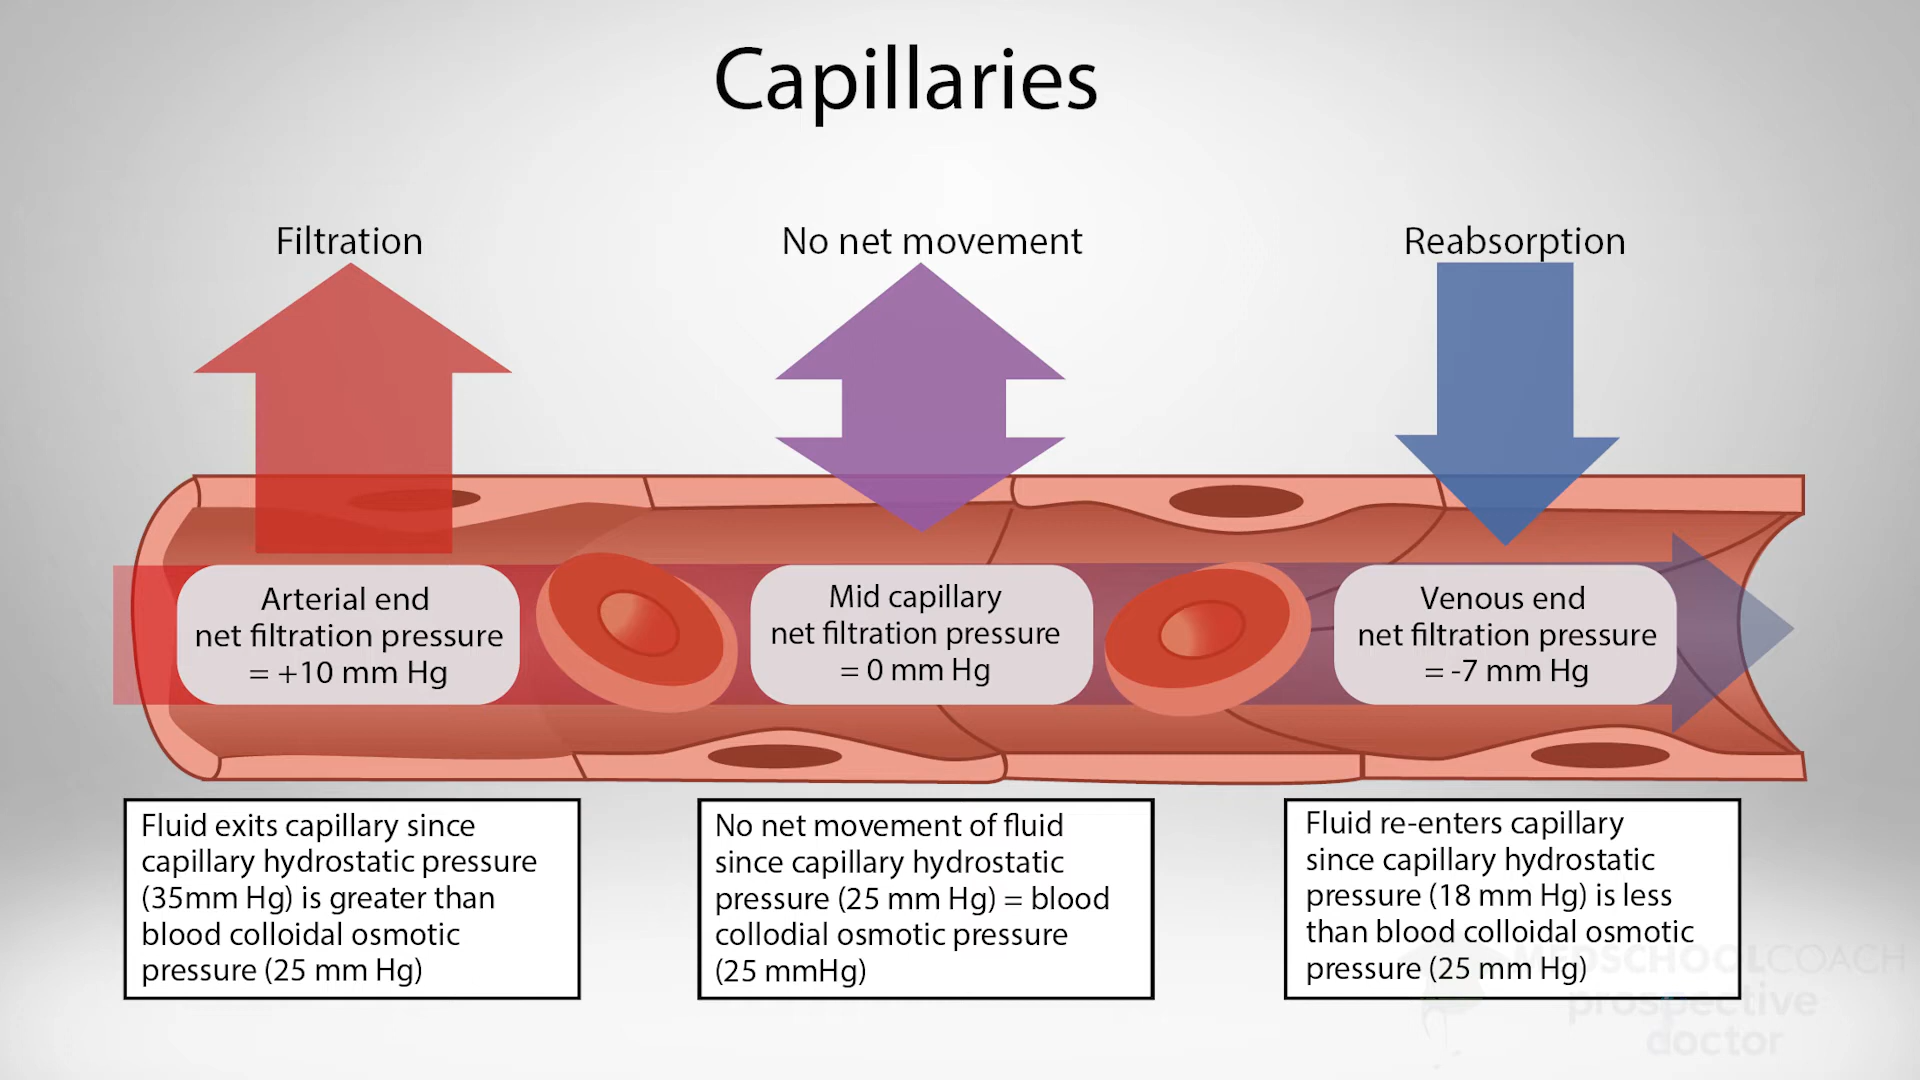 Capillaries
Filtration
No net movement
Reabsorption
Arterial end
net filtration pressure
= +10 mm Hg
Mid capillary
net filtration pressure
= 0 mm Hg
Venous end
net filtration pressure
= -7 mm Hg
Fluid exits capillary since
capillary hydrostatic pressure
(35mm Hg) is greater than
blood colloidal osmotic
pressure (25 mm Hg)
No net movement of fluid
since capillary hydrostatic
pressure (25 mm Hg) = blood
collodial osmotic pressure
(25 mmHg)
Fluid re-enters capillary
since capillary hydrostatic
pressure (18 mm Hg) is less
than blood colloidal osmotic
pressure (25 mm Hg)
MEDSCHOOLCOACH
prospective
doctor